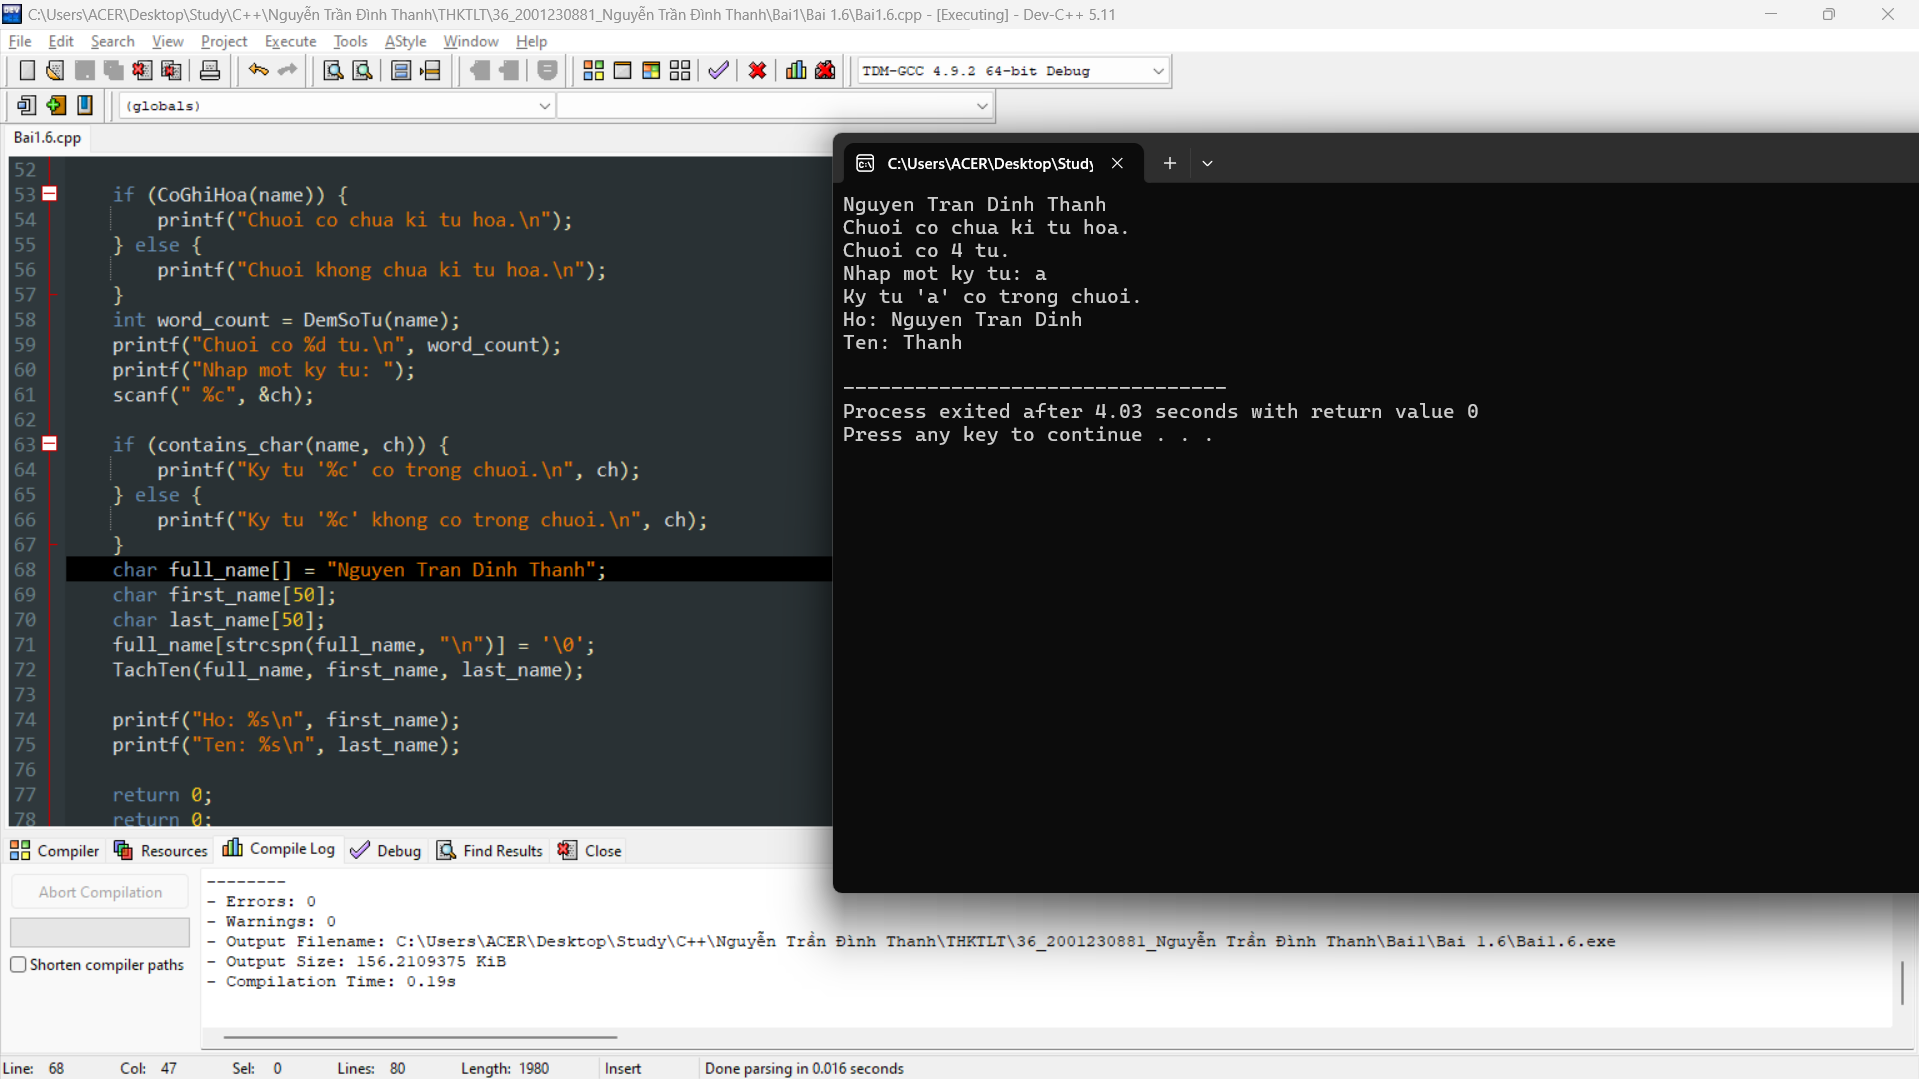 C:\Users\ACER\Desktop\Study\C++\Nguyễn Trần Đình Thanh\THKTLT\36_2001230881_Nguyễn Trần Đình Thanh\Bai1\Bai 1.6\Bai1.6.cpp - [Executing] - Dev-C++ 5.11
File Edit Search View Project Execute Tools AStyle Window Help
TDM-GCC 4.9.2 64-bit Debug
(globals)
Bai1.6.cpp
52
53 if (CoGhiHoa(name)) {
54 printf("Chuoi co chua ki tu hoa.\n");
55 } else {
56 printf("Chuoi khong chua ki tu hoa.\n");
57 }
58 int word_count = DemSoTu(name);
59 printf("Chuoi co %d tu.\n", word_count);
60 printf("Nhap mot ky tu: ");
61 scanf(" %c", &ch);
62
63 if (contains_char(name, ch)) {
64 printf("Ky tu '%c' co trong chuoi.\n", ch);
65 } else {
66 printf("Ky tu '%c' khong co trong chuoi.\n", ch);
67 }
68 char full_name[] = "Nguyen Tran Dinh Thanh";
69 char first_name[50];
70 char last_name[50];
71 full_name[strcspn(full_name, "\n")] = '\0';
72 TachTen(full_name, first_name, last_name);
73
74 printf("Ho: %s\n", first_name);
75 printf("Ten: %s\n", last_name);
76
77 return 0;
78 return 0;
C:\Users\ACER\Desktop\Study
Nguyen Tran Dinh Thanh
Chuoi co chua ki tu hoa.
Chuoi co 4 tu.
Nhap mot ky tu: a
Ky tu 'a' co trong chuoi.
Ho: Nguyen Tran Dinh
Ten: Thanh
--------------------------------
Process exited after 4.03 seconds with return value 0
Press any key to continue . . .
Compiler Resources Compile Log Debug Find Results Close
Abort Compilation
Shorten compiler paths
--------
- Errors: 0
- Warnings: 0
- Output Filename: C:\Users\ACER\Desktop\Study\C++\Nguyễn Trần Đình Thanh\THKTLT\36_2001230881_Nguyễn Trần Đình Thanh\Bai1\Bai 1.6\Bai1.6.exe
- Output Size: 156.2109375 KiB
- Compilation Time: 0.19s
Line: 68 Col: 47 Sel: 0 Lines: 80 Length: 1980 Insert Done parsing in 0.016 seconds